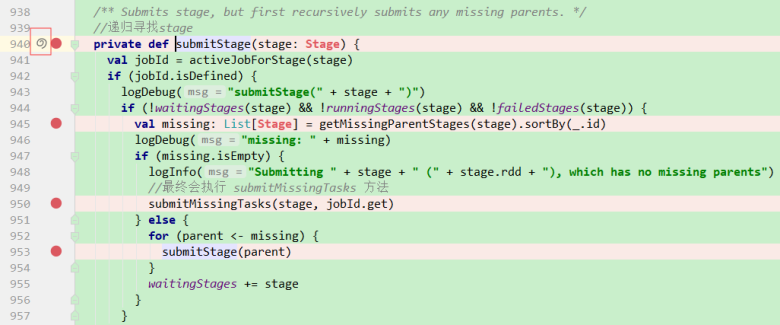 938 /** Submits stage, but first recursively submits any missing parents. */
939 //递归寻找stage
940 private def submitStage(stage: Stage) {
941 val jobId = activeJobForStage(stage)
942 if (jobId.isDefined) {
943 logDebug( msg = "submitStage(" + stage + ")")
944 if (!waitingStages(stage) && !runningStages(stage) && !failedStages(stage)) {
945 val missing: List[Stage] = getMissingParentStages(stage).sortBy(_.id)
946 logDebug( msg = "missing: " + missing)
947 if (missing.isEmpty) {
948 logInfo( msg = "Submitting " + stage + " (" + stage.rdd + "), which has no missing parents")
949 //最终会执行 submitMissingTasks 方法
950 submitMissingTasks(stage, jobId.get)
951 } else {
952 for (parent <- missing) {
953 submitStage(parent)
954 }
955 waitingStages += stage
956 }
957 }